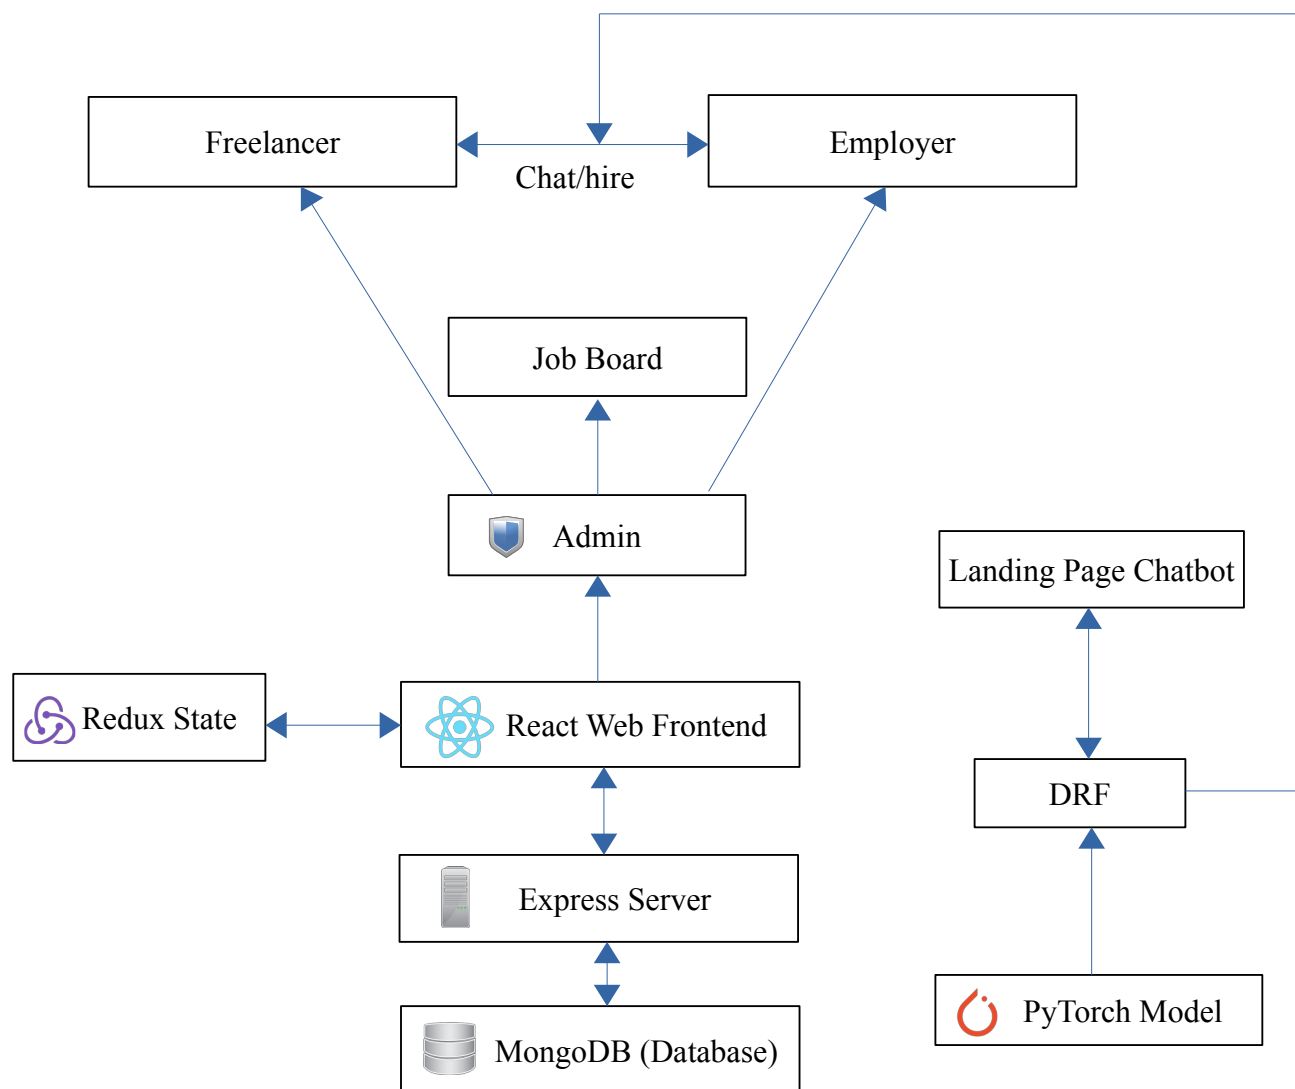 Freelancer
Employer
Chat/hire
Job Board
Admin
Landing Page Chatbot
Redux State
React Web Frontend
DRF
Express Server
PyTorch Model
MongoDB (Database)